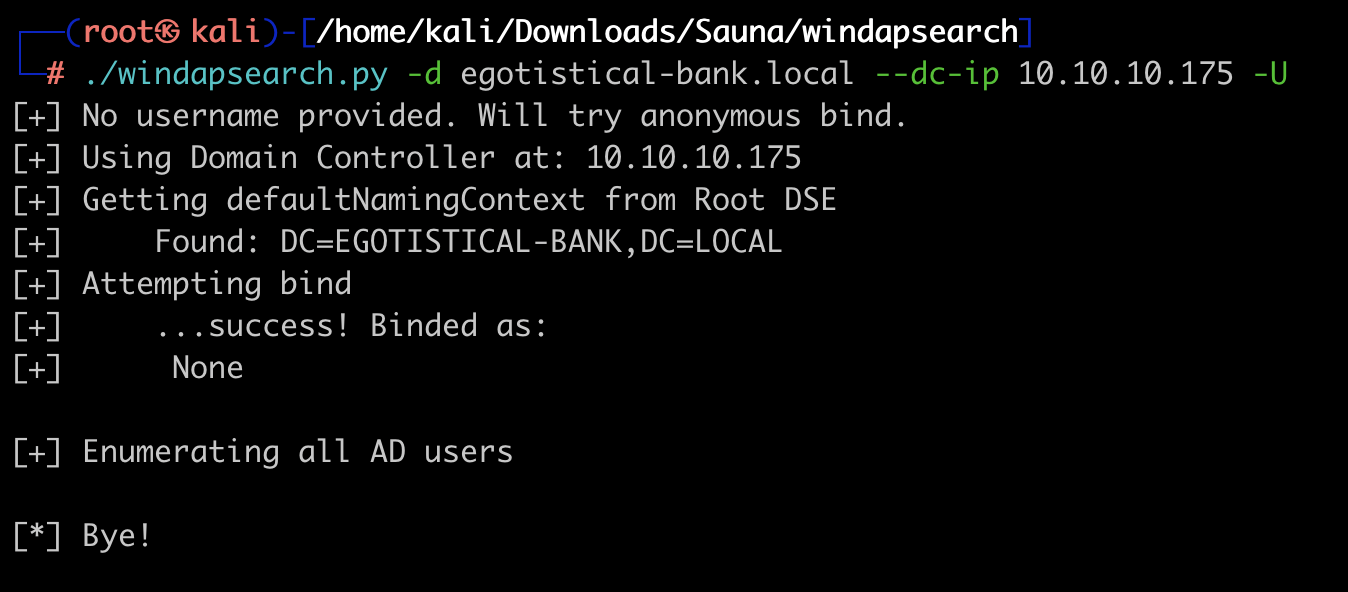 ┌──(root㉿kali)-[/home/kali/Downloads/Sauna/windapsearch]
└─# ./windapsearch.py -d egotistical-bank.local --dc-ip 10.10.10.175 -U
[+] No username provided. Will try anonymous bind.
[+] Using Domain Controller at: 10.10.10.175
[+] Getting defaultNamingContext from Root DSE
[+]     Found: DC=EGOTISTICAL-BANK,DC=LOCAL
[+] Attempting bind
[+]     ...success! Binded as:
[+]      None
[+] Enumerating all AD users
[*] Bye!